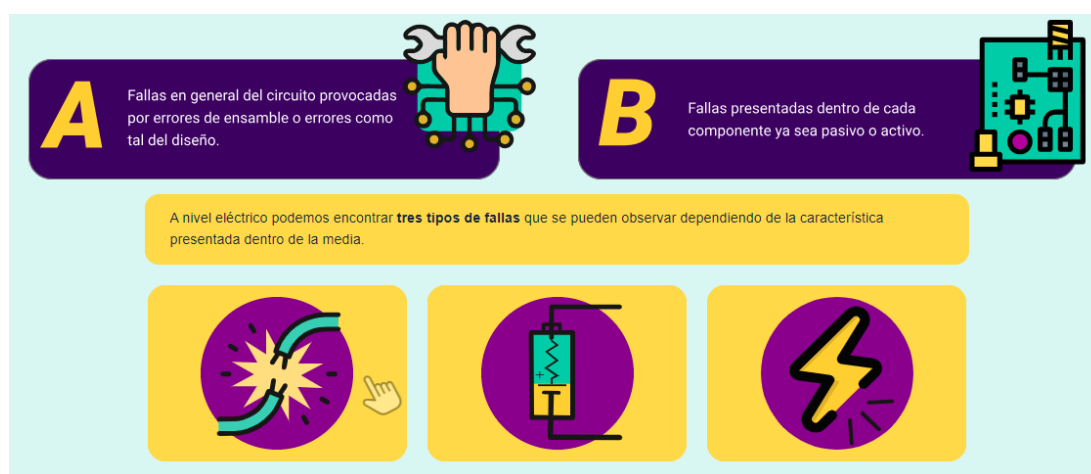 A
Fallas en general del circuito provocadas
por errores de ensamble o errores como
tal del diseño.
B
Fallas presentadas dentro de cada
componente ya sea pasivo o activo.
A nivel eléctrico podemos encontrar tres tipos de fallas que se pueden observar dependiendo de la característica
presentada dentro de la media.